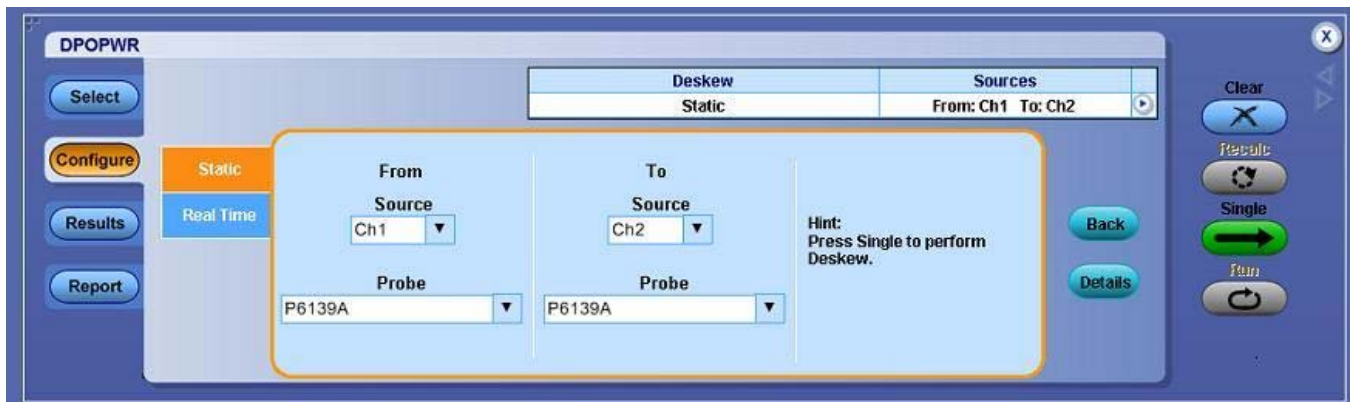 DPOPWR
Select
Configure
Results
Report
Deskew Sources
Static From: Ch1 To: Ch2
Static
Real Time
From
Source
Ch1
Probe
P6139A
To
Source
Ch2
Probe
P6139A
Hint:
Press Single to perform
Deskew.
Back
Details
X
Clear
Recalc
Single
Run